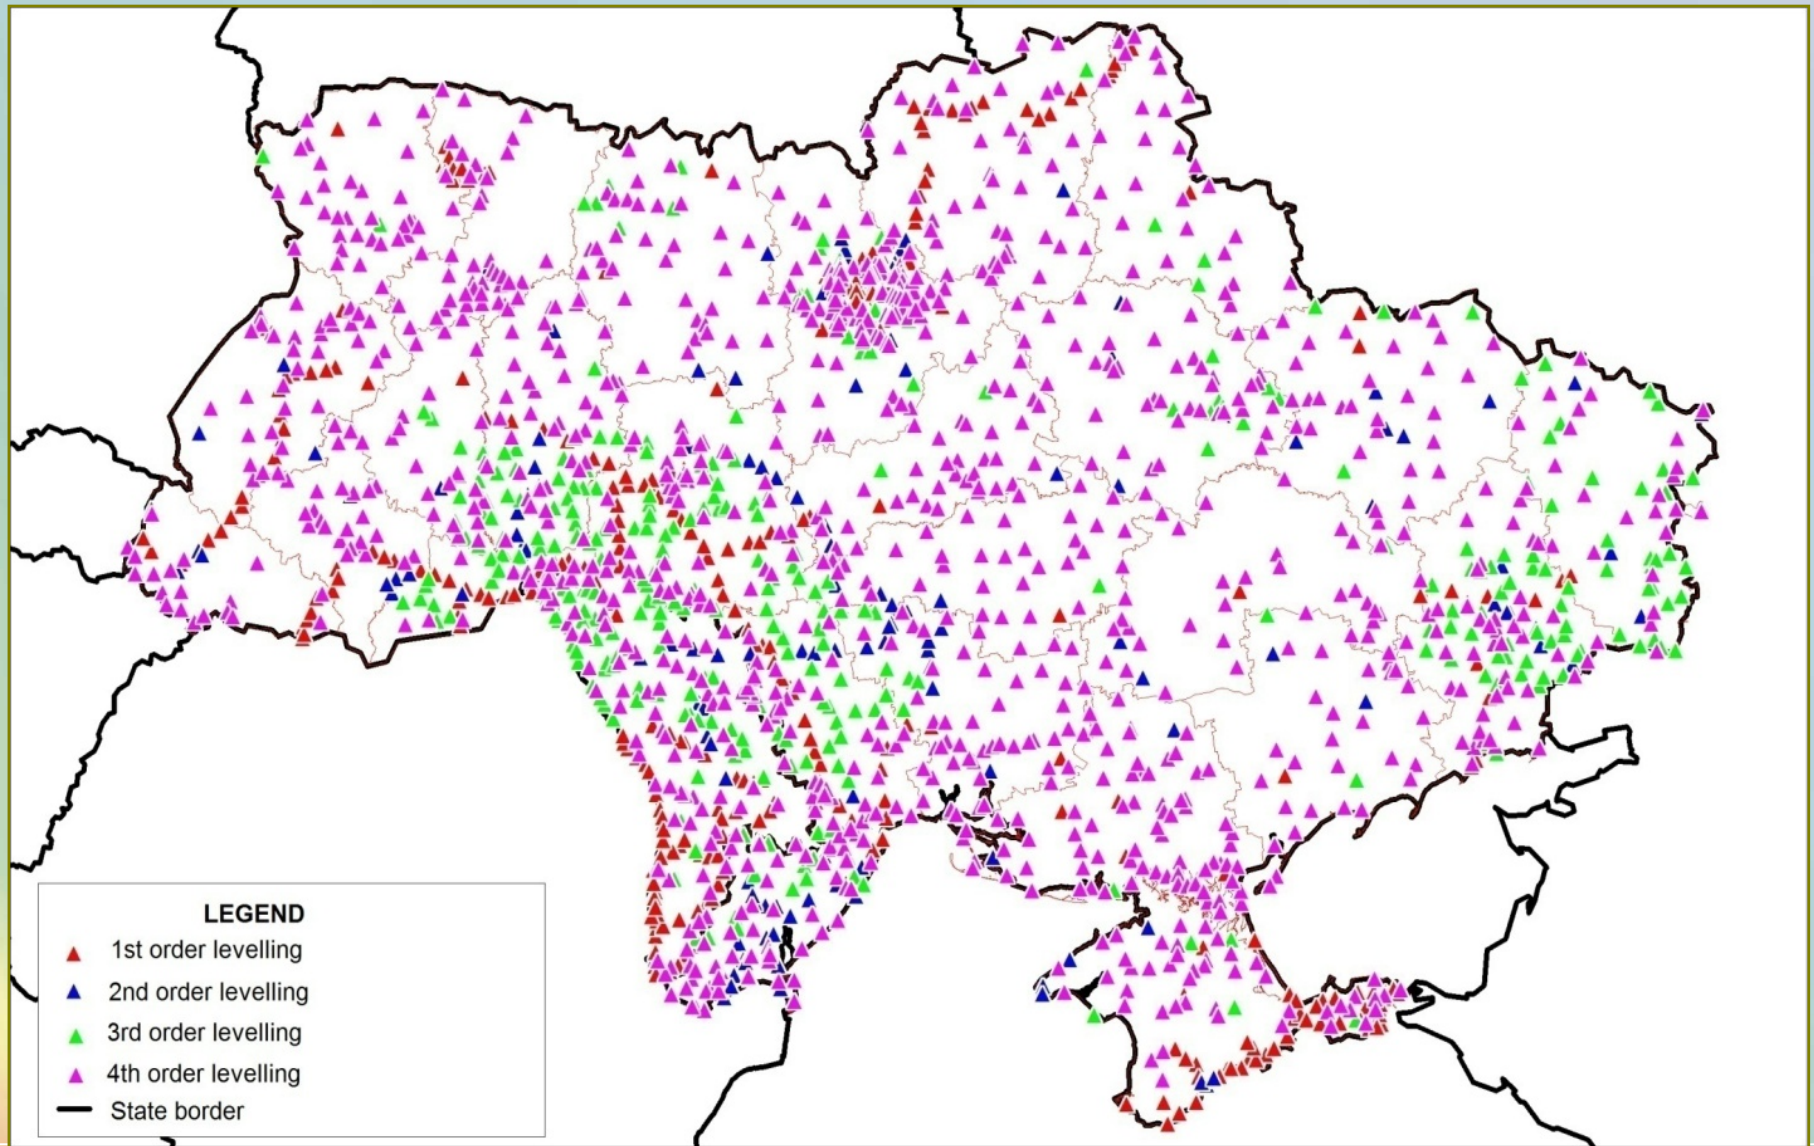 LEGEND
1st order levelling
2nd order levelling
3rd order levelling
4th order levelling
State border